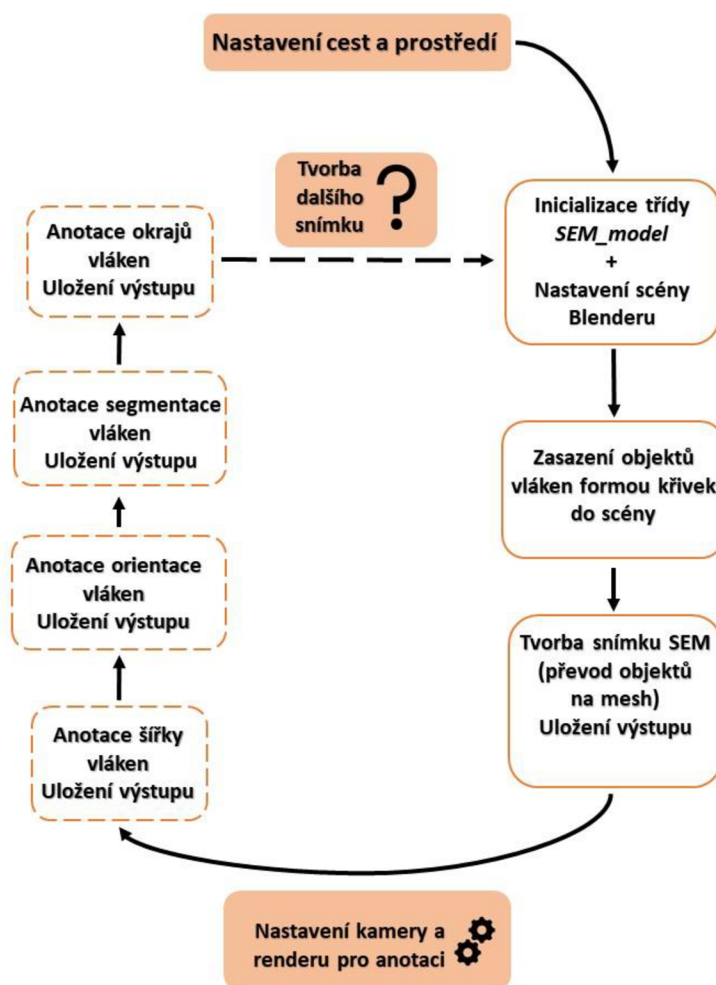 Nastavení cest a prostředí
Inicializace třídy
SEM_model
+
Nastavení scény
Blenderu
Zasazení objektů
vláken formou křivek
do scény
Tvorba snímku SEM
(převod objektů
na mesh)
Uložení výstupu
Nastavení kamery a
renderu pro anotaci
Anotace šířky
vláken
Uložení výstupu
Anotace orientace
vláken
Uložení výstupu
Anotace segmentace
vláken
Uložení výstupu
Anotace okrajů
vláken
Uložení výstupu
Tvorba
dalšího
snímku
?